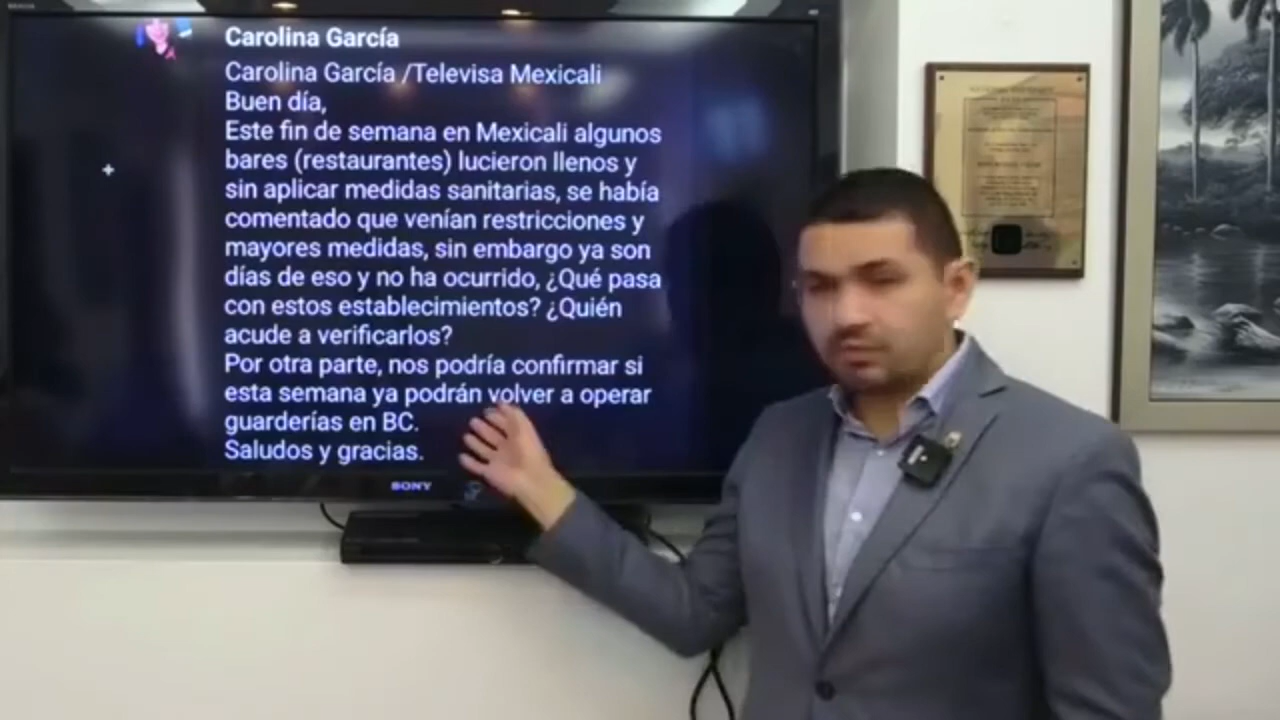 Carolina García
Carolina García /Televisa Mexicali
Buen día,
Este fin de semana en Mexicali algunos
bares (restaurantes) lucieron llenos y
sin aplicar medidas sanitarias, se había
comentado que venían restricciones y
mayores medidas, sin embargo ya son
días de eso y no ha ocurrido, ¿Qué pasa
con estos establecimientos? ¿Quién
acude a verificarlos?
Por otra parte, nos podría confirmar si
esta semana ya podrán volver a operar
guarderías en BC.
Saludos y gracias.
SONY